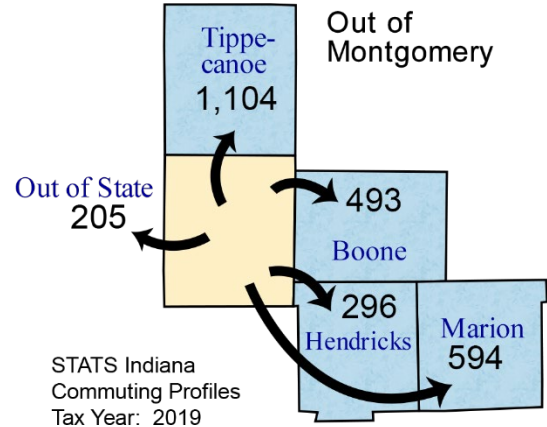 Out of
Montgomery
Tippe-
canoe
1,104
Out of State
205
493
Boone
296
Hendricks
Marion
594
STATS Indiana
Commuting Profiles
Tax Year: 2019